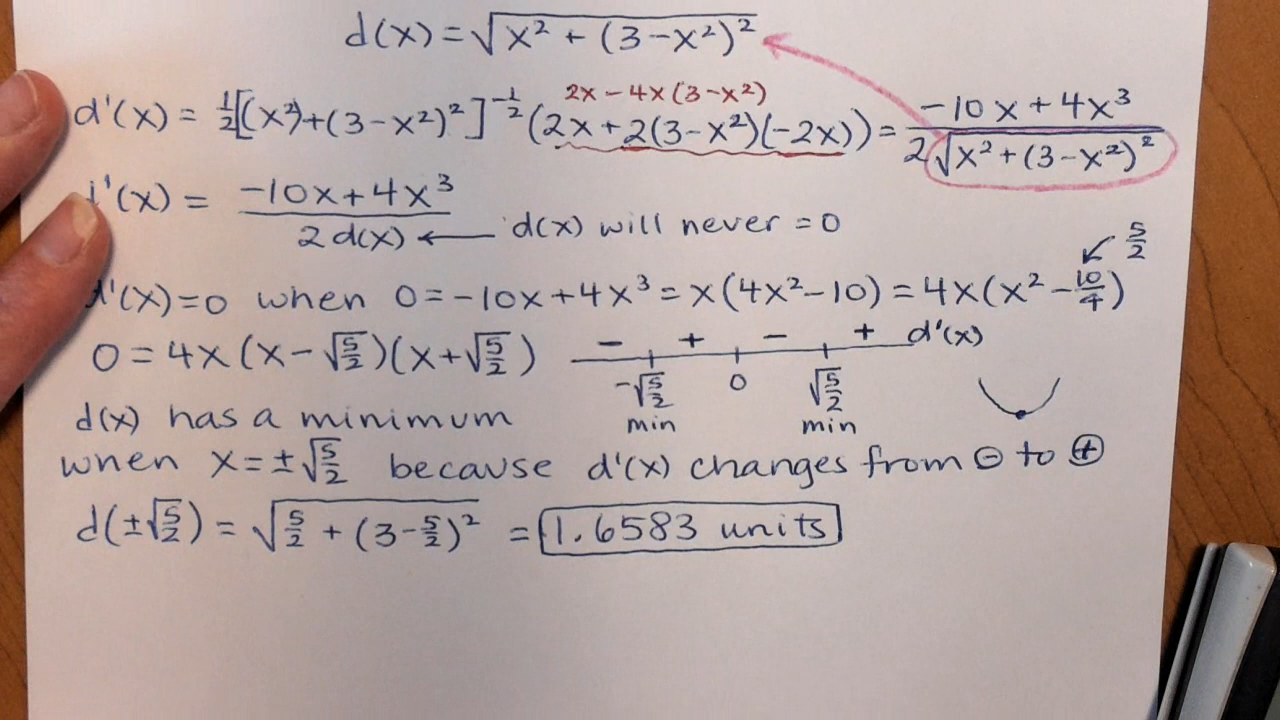 d(x) = √(x² + (3-x²)²)
2x - 4x(3-x²)
d'(x) = ½[(x²)+(3-x²)²]^(-½) (2x+2(3-x²)(-2x)) = (-10x+4x³)/(2√(x²+(3-x²)²))
d'(x) = (-10x+4x³)/(2d(x)) ← d(x) will never = 0
↙ 5/2
d'(x)=0 when 0=-10x+4x³ = x(4x²-10) = 4x(x²-10/4)
0 = 4x(x-√(5/2))(x+√(5/2)) − + − + d'(x)
-√(5/2) 0 √(5/2)
min min
d(x) has a minimum
when x=±√(5/2) because d'(x) changes from ⊖ to ⊕
d(±√(5/2)) = √(5/2 + (3-5/2)²) = 1.6583 units